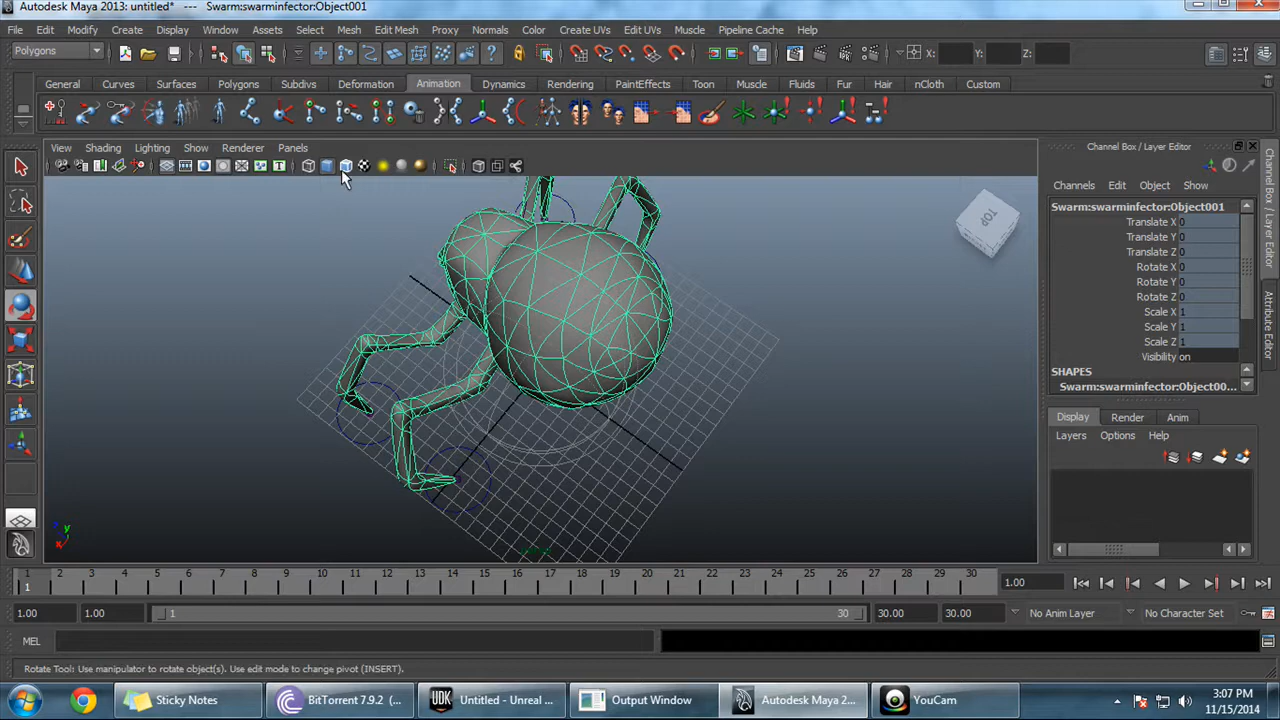 Autodesk Maya 2013: untitled*   ---   Swarm:swarminfector:Object001
File Edit Modify Create Display Window Assets Select Mesh Edit Mesh Proxy Normals Color Create UVs Edit UVs Muscle Pipeline Cache Help
Polygons X: Y: Z:
General Curves Surfaces Polygons Subdivs Deformation Animation Dynamics Rendering PaintEffects Toon Muscle Fluids Fur Hair nCloth Custom
View Shading Lighting Show Renderer Panels
Channel Box / Layer Editor
Channels Edit Object Show
Swarm:swarminfector:Object001
Translate X 0
Translate Y 0
Translate Z 0
Rotate X 0
Rotate Y 0
Rotate Z 0
Scale X 1
Scale Y 1
Scale Z 1
Visibility on
SHAPES
Swarm:swarminfector:Object00...
Display Render Anim
Layers Options Help
Channel Box / Layer Editor
Attribute Editor
TOP
y
x
1 2 3 4 5 6 7 8 9 10 11 12 13 14 15 16 17 18 19 20 21 22 23 24 25 26 27 28 29 30
1 1.00
1.00 1.00 1 30 30.00 30.00 No Anim Layer No Character Set
MEL
Rotate Tool: Use manipulator to rotate object(s). Use edit mode to change pivot (INSERT).
Sticky Notes BitTorrent 7.9.2 (... Untitled - Unreal ... Output Window Autodesk Maya 2... YouCam
3:07 PM
11/15/2014